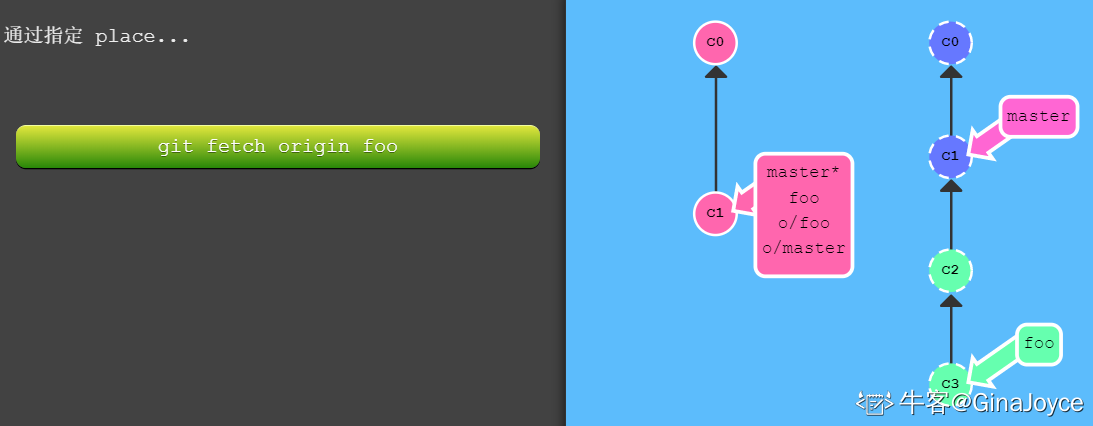 通过指定 place...
git fetch origin foo
c0
c1
master*
foo
o/foo
o/master
c0
master
c1
c2
foo
c3
牛客@GinaJoyce